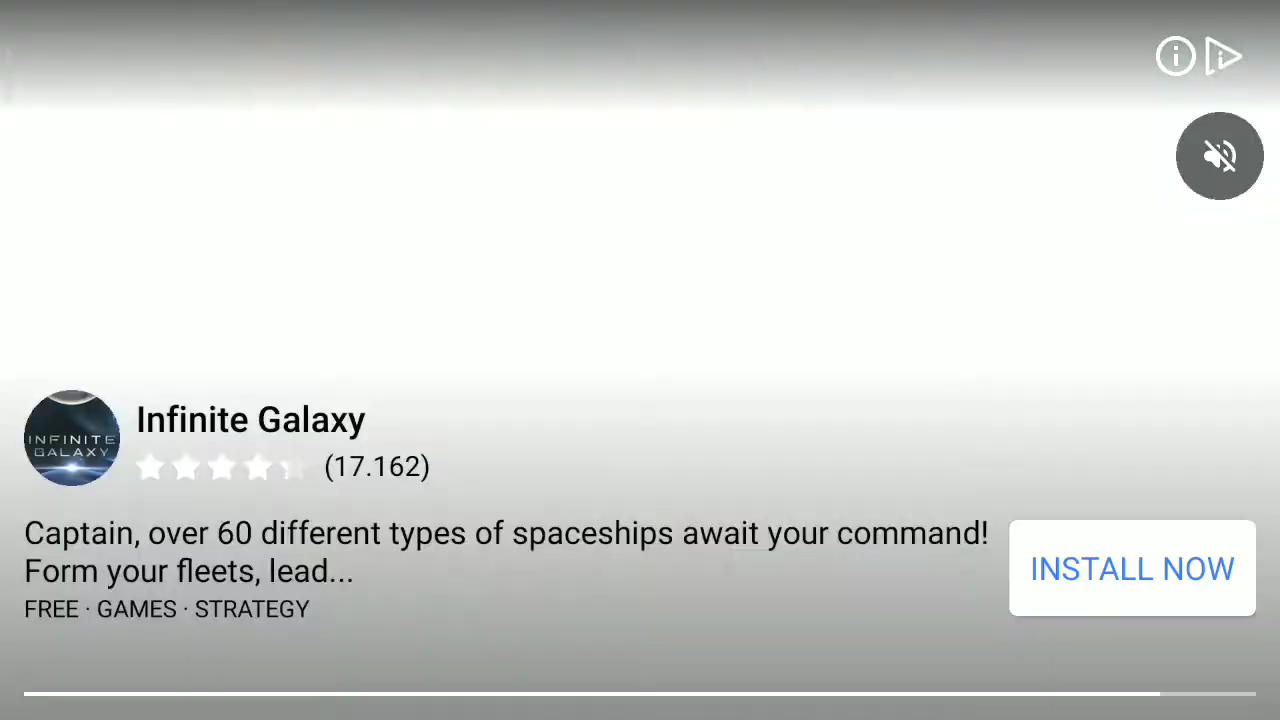 INFINITE
GALAXY
Infinite Galaxy
(17.162)
Captain, over 60 different types of spaceships await your command!
Form your fleets, lead...
FREE · GAMES · STRATEGY
INSTALL NOW